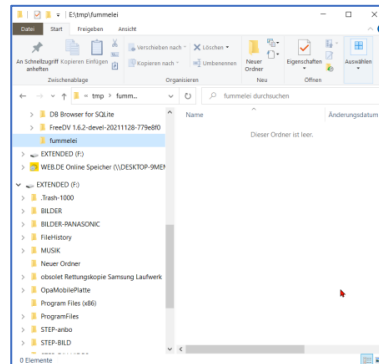 E:\tmp\fummelei
Datei Start Freigeben Ansicht
An Schnellzugriff anheften Kopieren Einfügen Verschieben nach Löschen Kopieren nach Umbenennen Neuer Ordner Eigenschaften Auswählen
Zwischenablage Organisieren Neu Öffnen
tmp fumm... fummelei durchsuchen
Name Änderungsdatum
Dieser Ordner ist leer.
DB Browser for SQLite
FreeDV 1.6.2-devel-20211128-779e8f0
fummelei
EXTENDED (F:)
WEB.DE Online Speicher (\\DESKTOP-9MEI
EXTENDED (F:)
.Trash-1000
BILDER
BILDER-PANASONIC
FileHistory
MUSIK
Neuer Ordner
obsolet Rettungskopie Samsung Laufwerk
OpaMobilePlatte
Program Files (x86)
ProgramFiles
STEP-anbo
STEP-BILD
0 Elemente